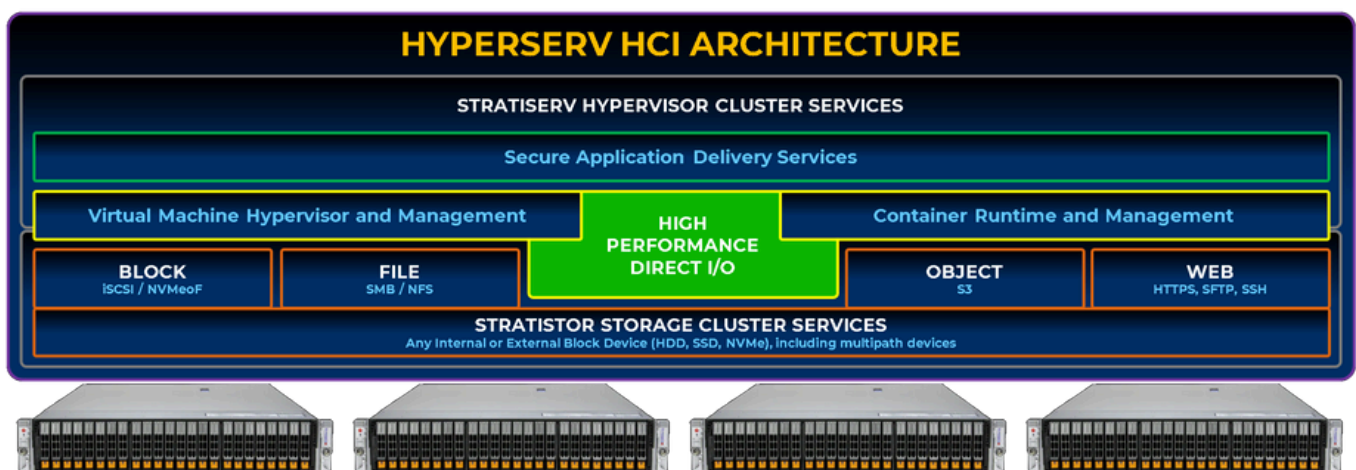 HYPERSERV HCI ARCHITECTURE
STRATISERV HYPERVISOR CLUSTER SERVICES
Secure Application Delivery Services
Virtual Machine Hypervisor and Management
HIGH
PERFORMANCE
DIRECT I/O
Container Runtime and Management
BLOCK
iSCSI / NVMeoF
FILE
SMB / NFS
OBJECT
S3
WEB
HTTPS, SFTP, SSH
STRATISTOR STORAGE CLUSTER SERVICES
Any Internal or External Block Device (HDD, SSD, NVMe), including multipath devices